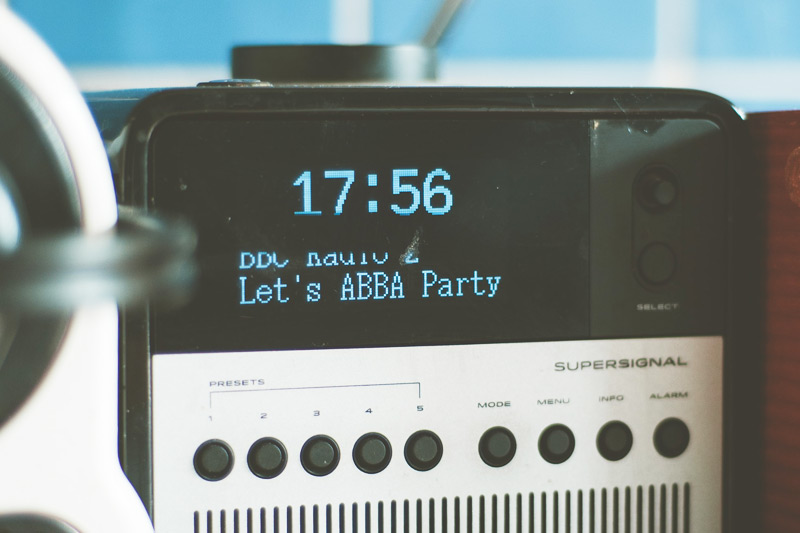 17:56
BBC Radio 2
Let's ABBA Party
SELECT
SUPERSIGNAL
PRESETS
1 2 3 4 5
MODE MENU INFO ALARM